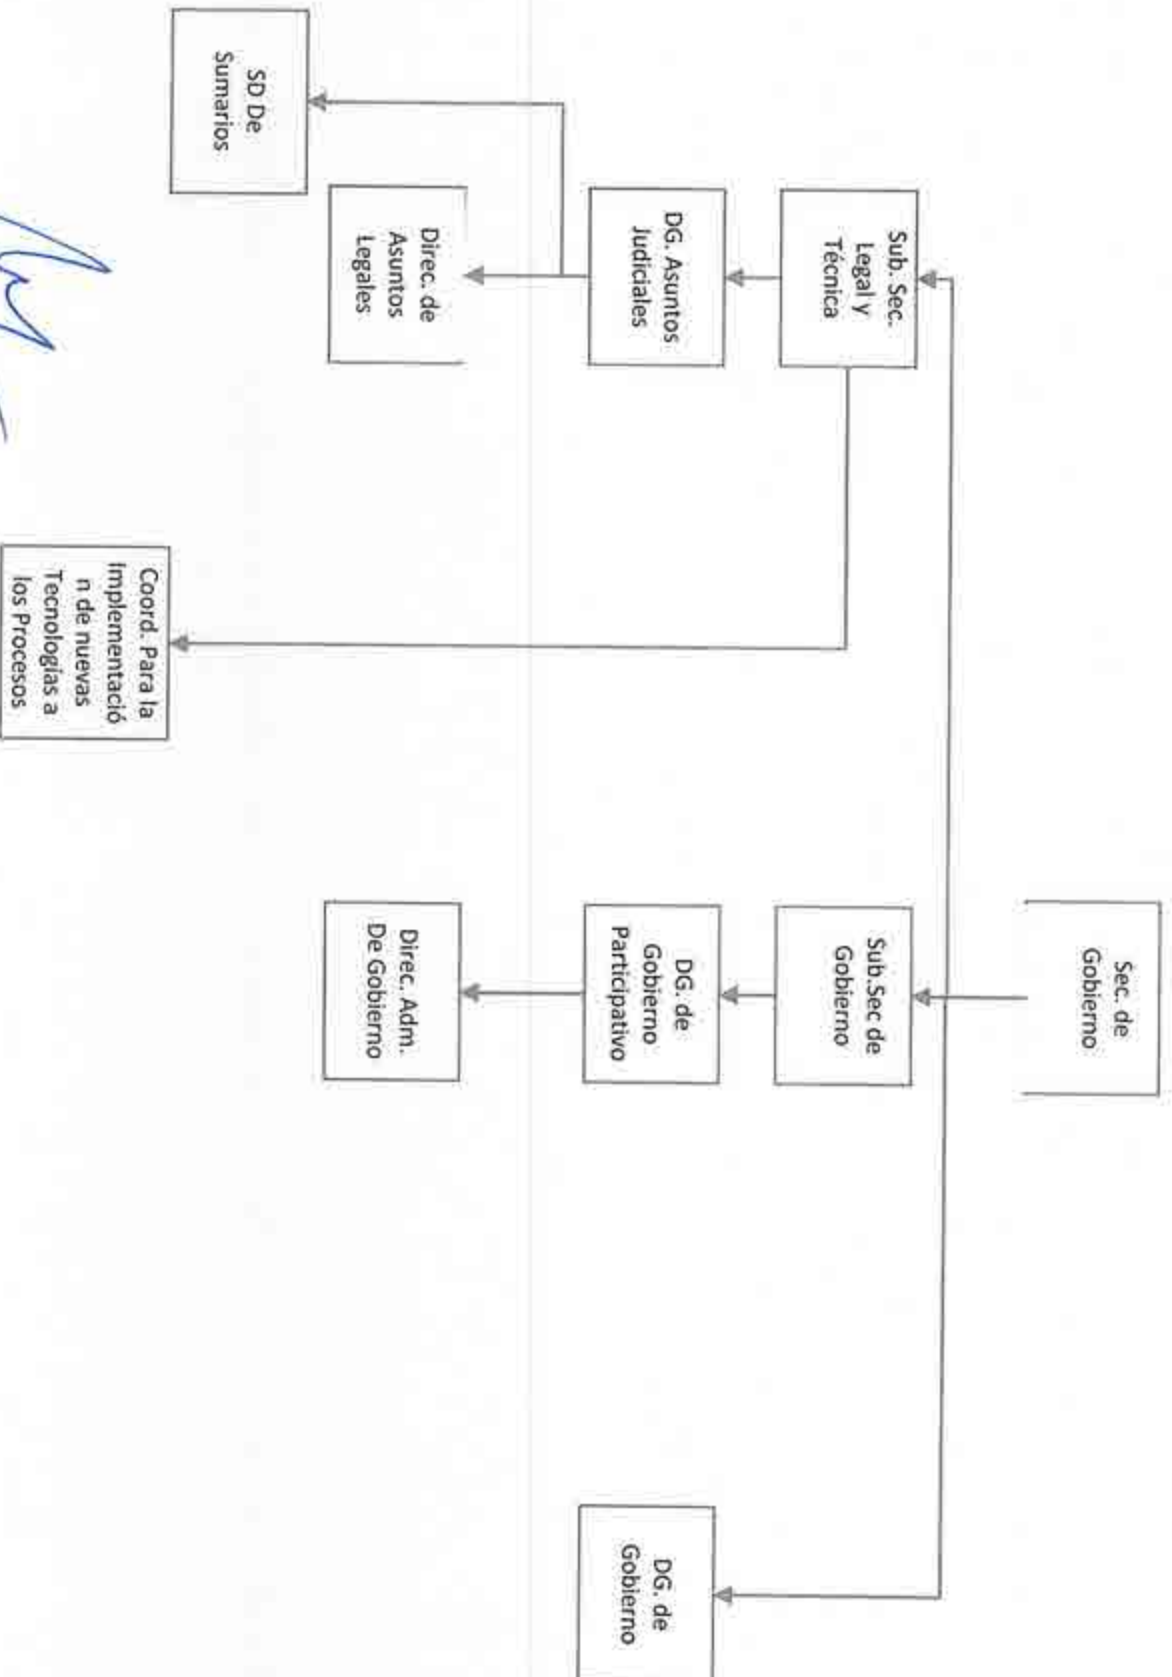 Sec. de
Gobierno
Sub. Sec.
Legal y
Técnica
Sub.Sec de
Gobierno
DG. Asuntos
Judiciales
DG. de
Gobierno
Participativo
DG. de
Gobierno
Direc. de
Asuntos
Legales
Direc. Adm.
De Gobierno
SD De
Sumarios
Coord. Para la
Implementació
n de nuevas
Tecnologías a
los Procesos